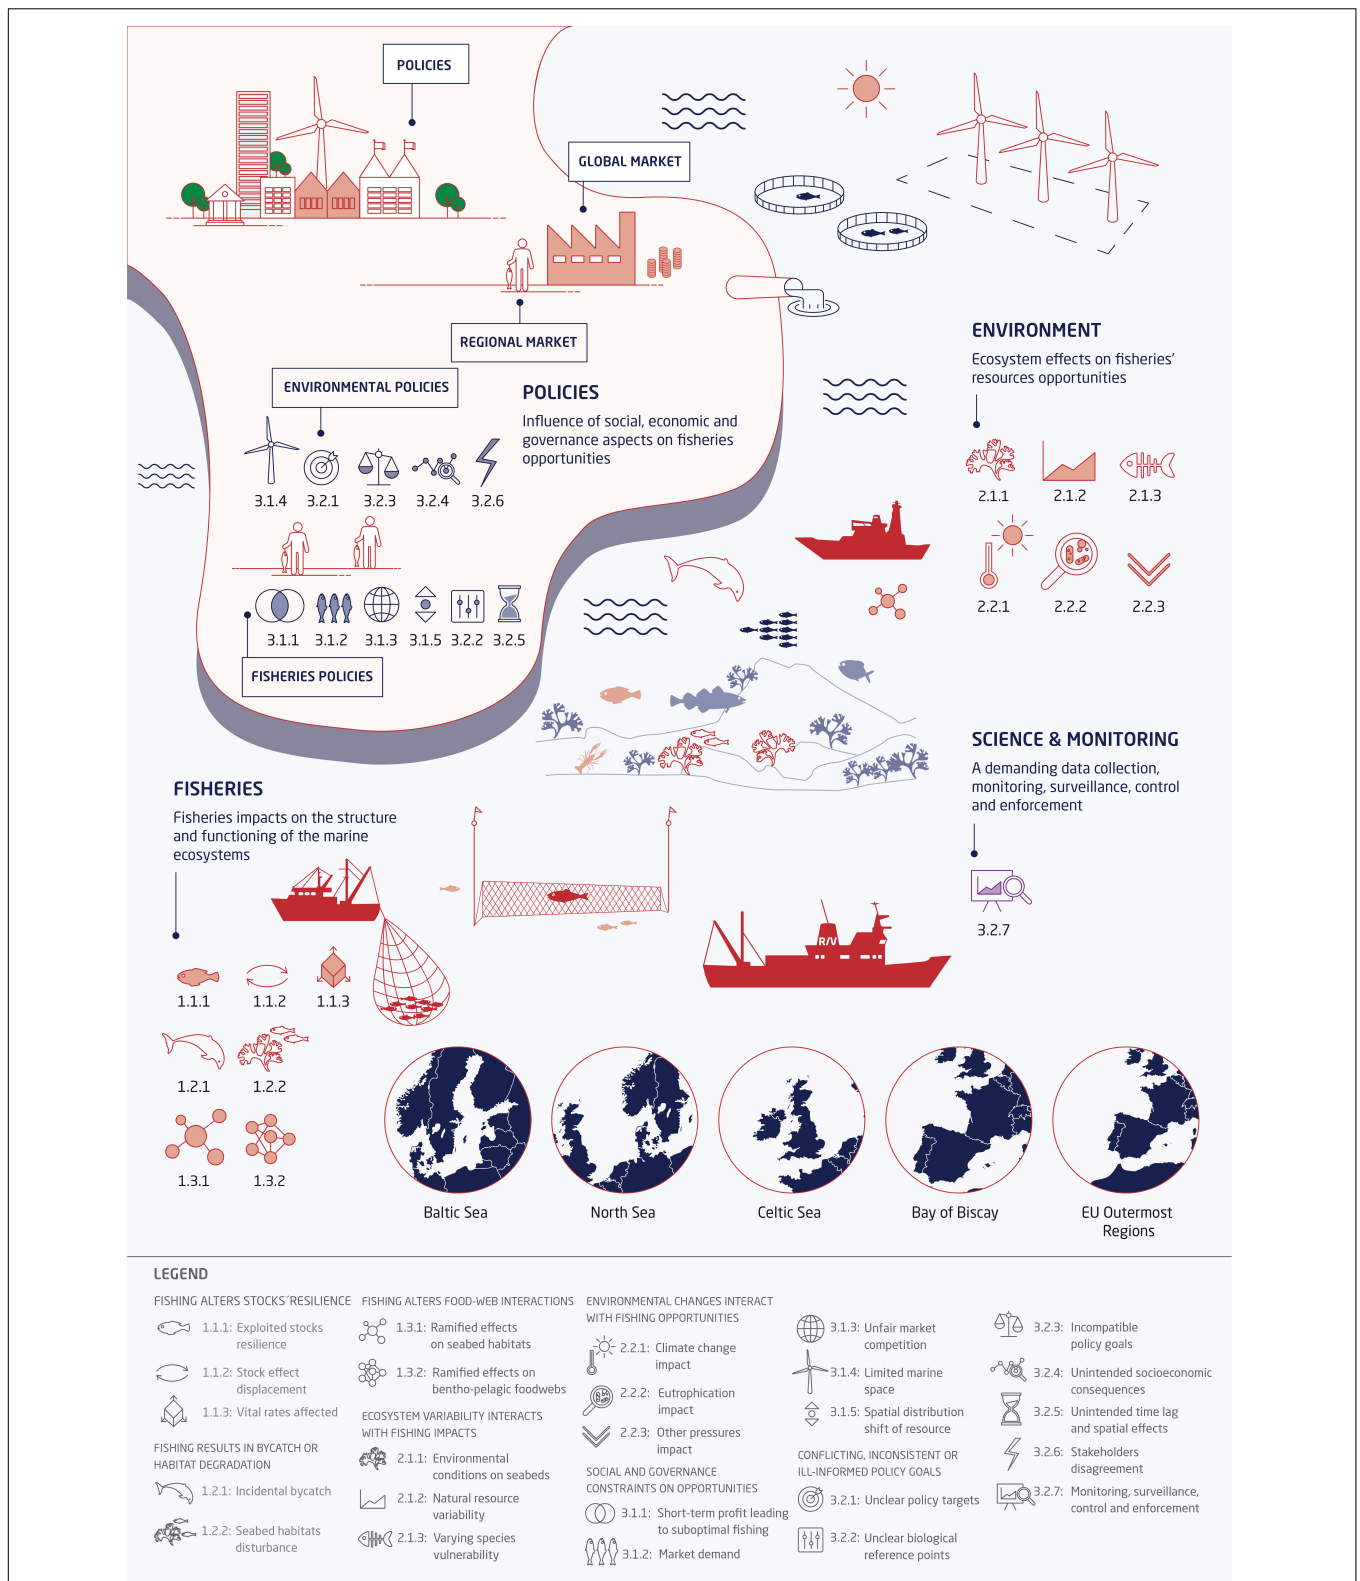 POLICIES
GLOBAL MARKET
REGIONAL MARKET
ENVIRONMENTAL POLICIES
POLICIES
Influence of social, economic and
governance aspects on fisheries
opportunities
3.1.4 3.2.1 3.2.3 3.2.4 3.2.6
3.1.1 3.1.2 3.1.3 3.1.5 3.2.2 3.2.5
FISHERIES POLICIES
ENVIRONMENT
Ecosystem effects on fisheries’
resources opportunities
2.1.1 2.1.2 2.1.3
2.2.1 2.2.2 2.2.3
SCIENCE & MONITORING
A demanding data collection,
monitoring, surveillance, control
and enforcement
3.2.7
FISHERIES
Fisheries impacts on the structure
and functioning of the marine
ecosystems
1.1.1 1.1.2 1.1.3
1.2.1 1.2.2
1.3.1 1.3.2
R/V
Baltic Sea
North Sea
Celtic Sea
Bay of Biscay
EU Outermost
Regions
LEGEND
FISHING ALTERS STOCKS´RESILIENCE
1.1.1: Exploited stocks
resilience
1.1.2: Stock effect
displacement
1.1.3: Vital rates affected
FISHING RESULTS IN BYCATCH OR
HABITAT DEGRADATION
1.2.1: Incidental bycatch
1.2.2: Seabed habitats
disturbance
FISHING ALTERS FOOD-WEB INTERACTIONS
1.3.1: Ramified effects
on seabed habitats
1.3.2: Ramified effects on
bentho-pelagic foodwebs
ECOSYSTEM VARIABILITY INTERACTS
WITH FISHING IMPACTS
2.1.1: Environmental
conditions on seabeds
2.1.2: Natural resource
variability
2.1.3: Varying species
vulnerability
ENVIRONMENTAL CHANGES INTERACT
WITH FISHING OPPORTUNITIES
2.2.1: Climate change
impact
2.2.2: Eutrophication
impact
2.2.3: Other pressures
impact
SOCIAL AND GOVERNANCE
CONSTRAINTS ON OPPORTUNITIES
3.1.1: Short-term profit leading
to suboptimal fishing
3.1.2: Market demand
3.1.3: Unfair market
competition
3.1.4: Limited marine
space
3.1.5: Spatial distribution
shift of resource
CONFLICTING, INCONSISTENT OR
ILL-INFORMED POLICY GOALS
3.2.1: Unclear policy targets
3.2.2: Unclear biological
reference points
3.2.3: Incompatible
policy goals
3.2.4: Unintended socioeconomic
consequences
3.2.5: Unintended time lag
and spatial effects
3.2.6: Stakeholders
disagreement
3.2.7: Monitoring, surveillance,
control and enforcement